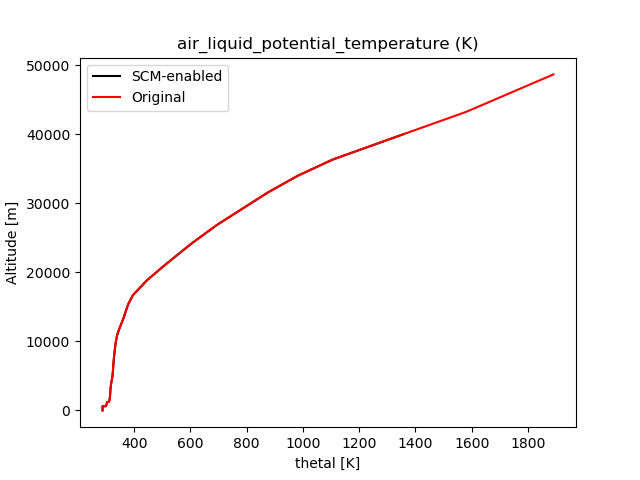 air_liquid_potential_temperature (K)
SCM-enabled
Original
50000
40000
30000
20000
10000
0
Altitude [m]
400 600 800 1000 1200 1400 1600 1800
thetal [K]